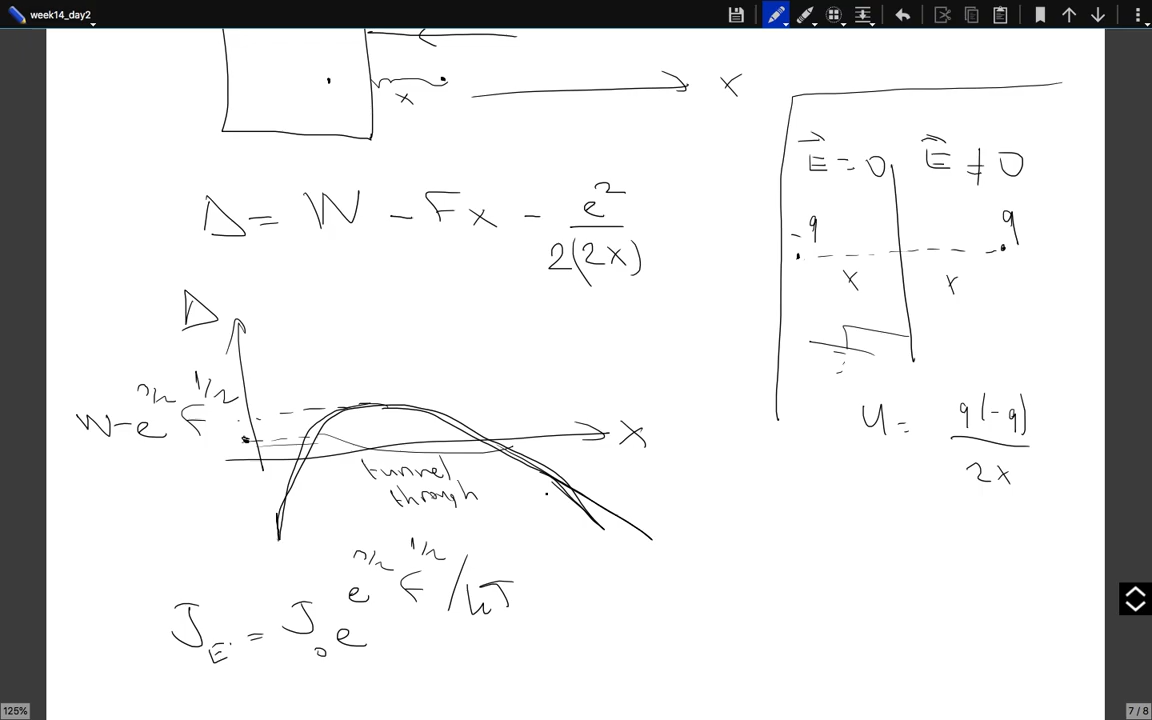 week14_day2
x
X
E = 0
E ≠ 0
Δ = W - Fx - e²/2(2x)
-q
q
x
x
Δ
W - e^3/2 F^1/2
X
tunnel
through
U = q(-q)/2x
J_E = J_0 e^(e^3/2 F^1/2 / kT)
125%
7 / 8